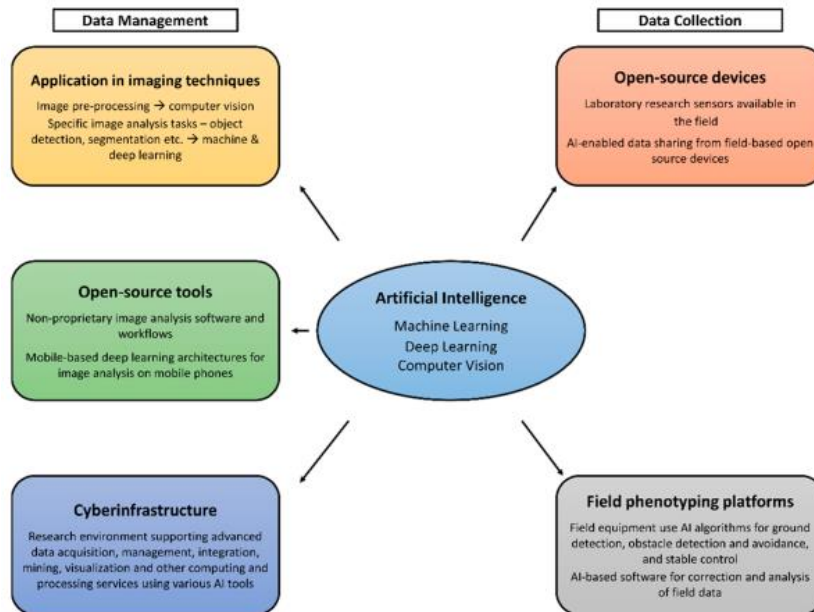 Data Management
Data Collection
Application in imaging techniques
Image pre-processing → computer vision
Specific image analysis tasks – object
detection, segmentation etc. → machine &
deep learning
Open-source devices
Laboratory research sensors available in
the field
AI-enabled data sharing from field-based open
source devices
Open-source tools
Non-proprietary image analysis software and
workflows
Mobile-based deep learning architectures for
image analysis on mobile phones
Artificial Intelligence
Machine Learning
Deep Learning
Computer Vision
Cyberinfrastructure
Research environment supporting advanced
data acquisition, management, integration,
mining, visualization and other computing and
processing services using various AI tools
Field phenotyping platforms
Field equipment use AI algorithms for ground
detection, obstacle detection and avoidance,
and stable control
AI-based software for correction and analysis
of field data